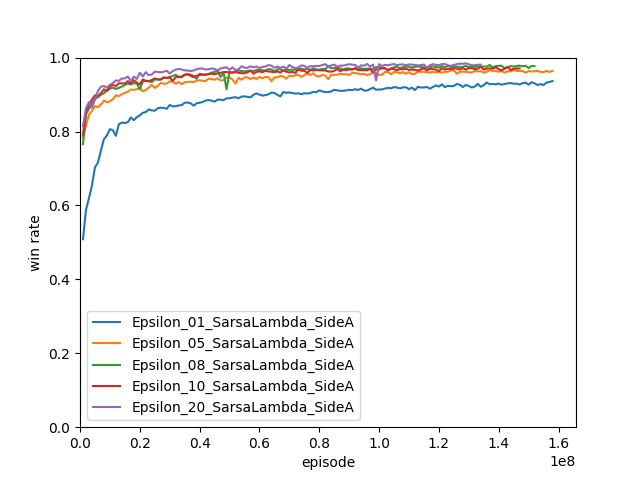 1.0
0.8
0.6
0.4
0.2
0.0
win rate
Epsilon_01_SarsaLambda_SideA
Epsilon_05_SarsaLambda_SideA
Epsilon_08_SarsaLambda_SideA
Epsilon_10_SarsaLambda_SideA
Epsilon_20_SarsaLambda_SideA
0.0 0.2 0.4 0.6 0.8 1.0 1.2 1.4 1.6
episode
1e8